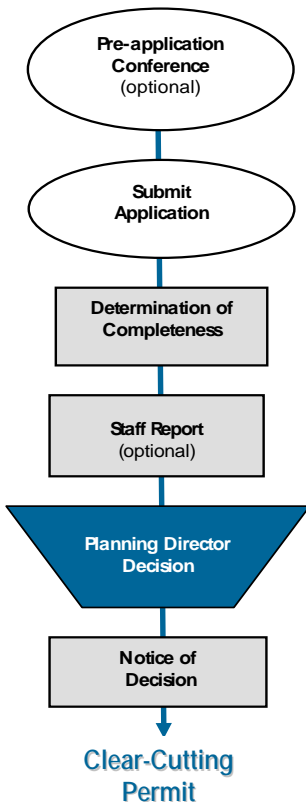 Pre-application
Conference
(optional)
Submit
Application
Determination of
Completeness
Staff Report
(optional)
Planning Director
Decision
Notice of
Decision
Clear-Cutting
Permit